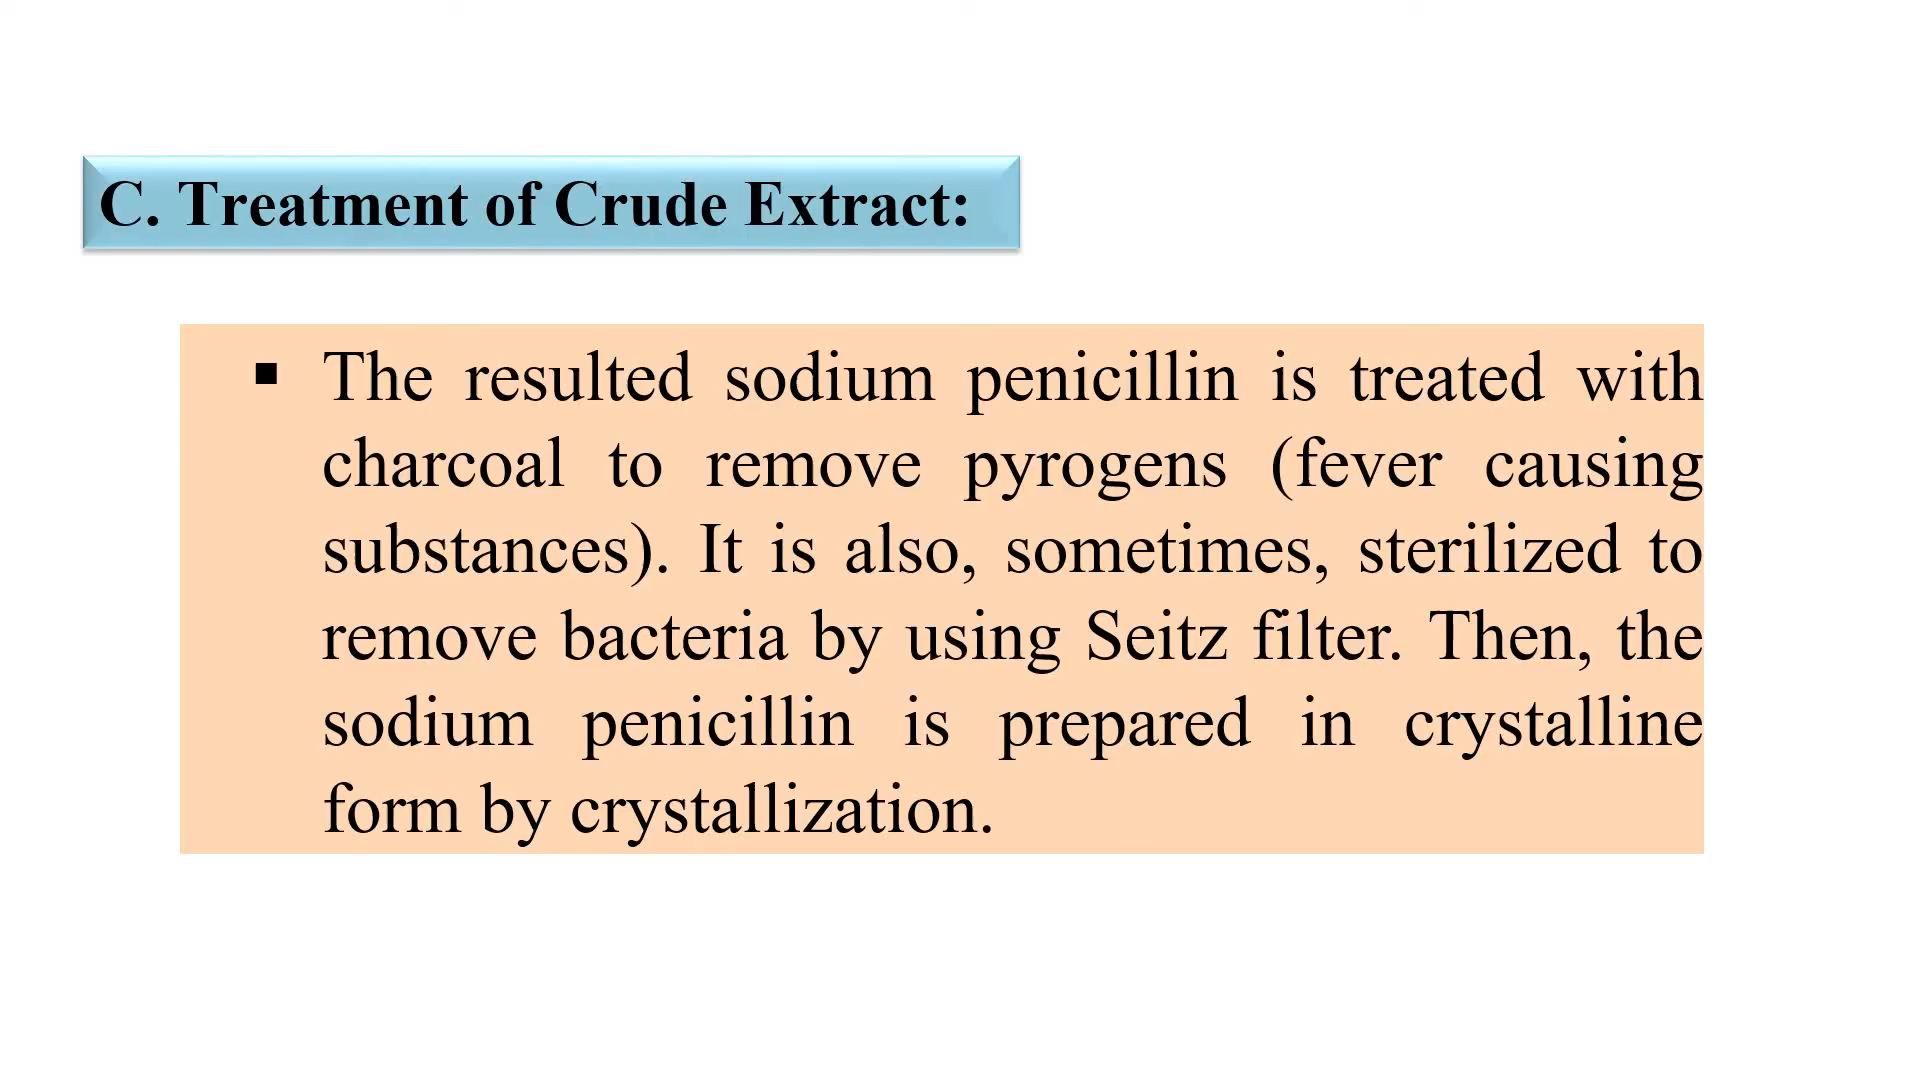 C. Treatment of Crude Extract:
▪ The resulted sodium penicillin is treated with
charcoal to remove pyrogens (fever causing
substances). It is also, sometimes, sterilized to
remove bacteria by using Seitz filter. Then, the
sodium penicillin is prepared in crystalline
form by crystallization.